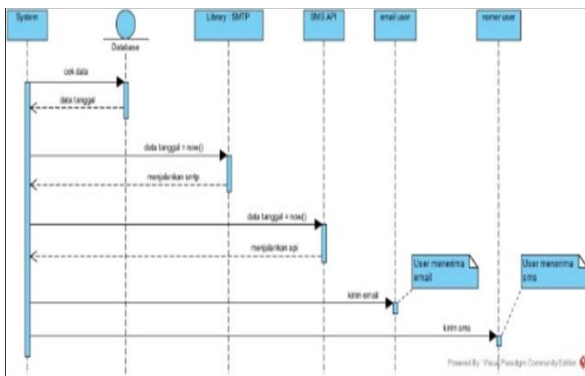 System
Database
Library : SMTP
SMS API
email user
nomer user
cek data
data tanggal
data tanggal = now()
menjalankan smtp
data tanggal = now()
menjalankan api
User menerima
email
User menerima
sms
kirim email
kirim sms
Powered By: Visual Paradigm Community Edition